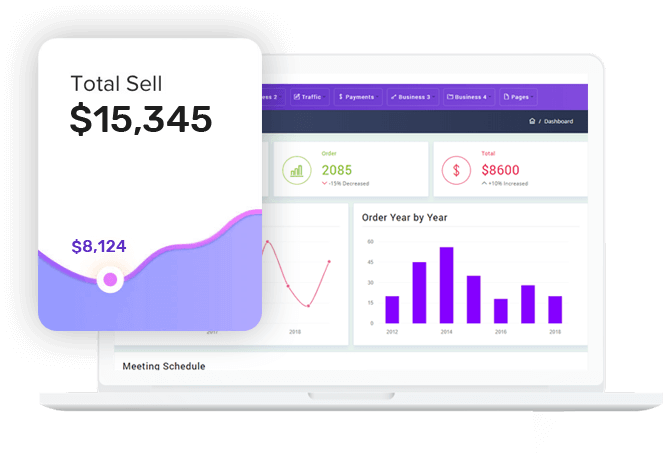 Total Sell
$15,345
$8,124
ess 2 Traffic $ Payments Business 3 Business 4 Pages
/ Dashboard
Order
2085
-15% Decreased
$
Total
$8600
+10% Increased
2017 2018
Order Year by Year
60
45
30
15
0
2012 2014 2016 2018
Meeting Schedule